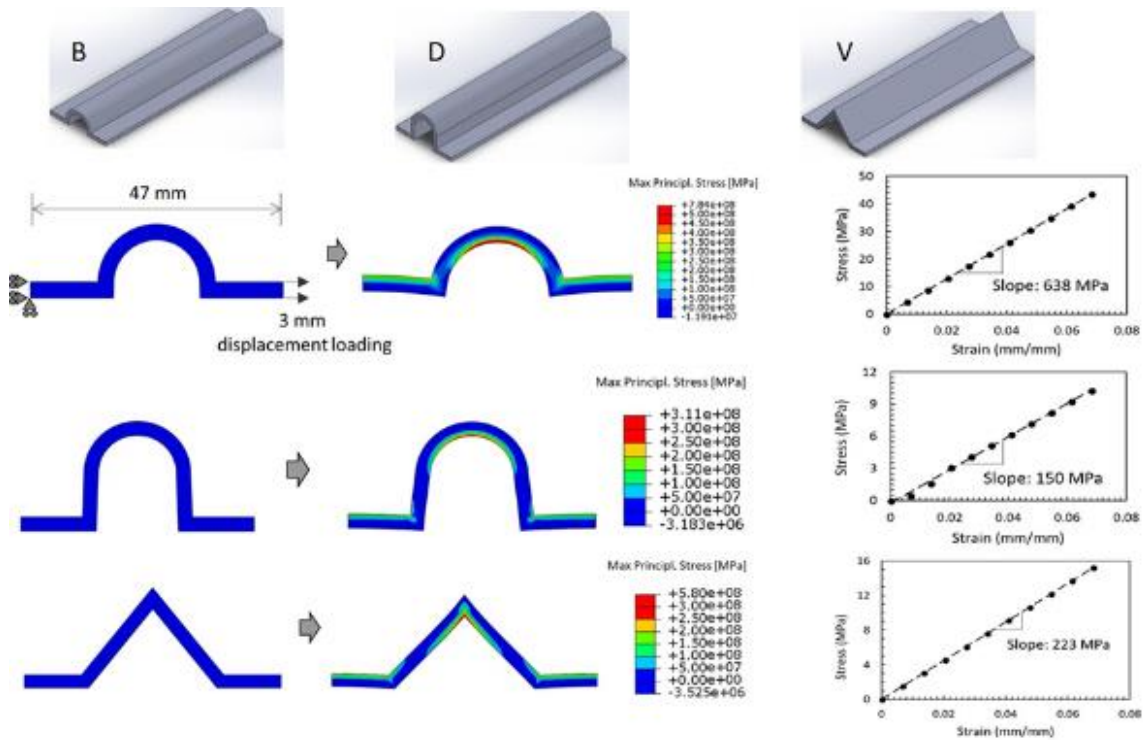 B
D
V
47 mm
3 mm
displacement loading
Max Principl. Stress [MPa]
+7.84e+08
+5.00e+08
+4.50e+08
+4.00e+08
+3.50e+08
+3.00e+08
+2.50e+08
+2.00e+08
+1.50e+08
+1.00e+08
+5.00e+07
+0.00e+00
50
40
30
20
10
0
Stress (MPa)
Slope: 638 MPa
0 0.02 0.04 0.06 0.08
Strain (mm/mm)
Max Principl. Stress [MPa]
+3.11e+08
+3.00e+08
+2.50e+08
+2.00e+08
+1.50e+08
+1.00e+08
+5.00e+07
+0.00e+00
-3.183e+06
12
9
6
3
0
Stress (MPa)
Slope: 150 MPa
0 0.02 0.04 0.06 0.08
Strain (mm/mm)
Max Principl. Stress [MPa]
+5.80e+08
+3.00e+08
+2.50e+08
+2.00e+08
+1.50e+08
+1.00e+08
+5.00e+07
+0.00e+00
-3.525e+06
16
12
8
4
0
Stress (MPa)
Slope: 223 MPa
0 0.02 0.04 0.06 0.08
Strain (mm/mm)